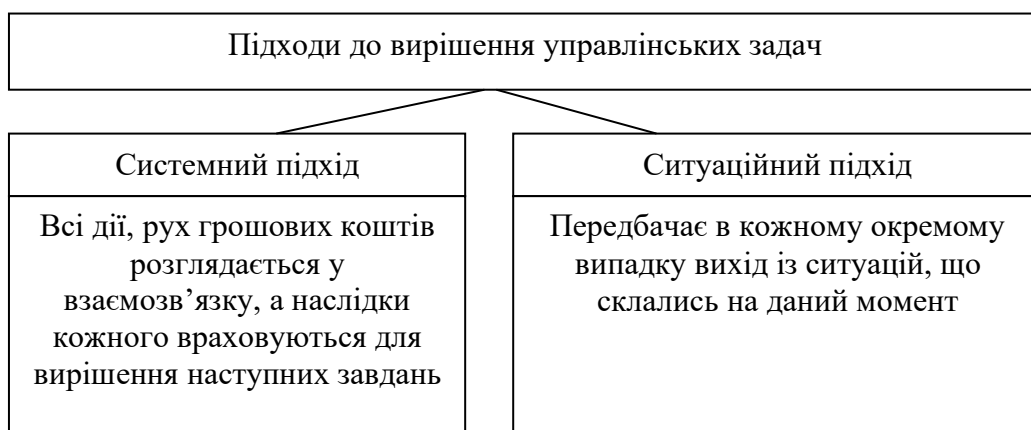 Підходи до вирішення управлінських задач
Системний підхід
Всі дії, рух грошових коштів
розглядається у
взаємозв’язку, а наслідки
кожного враховуються для
вирішення наступних завдань
Ситуаційний підхід
Передбачає в кожному окремому
випадку вихід із ситуацій, що
склались на даний момент